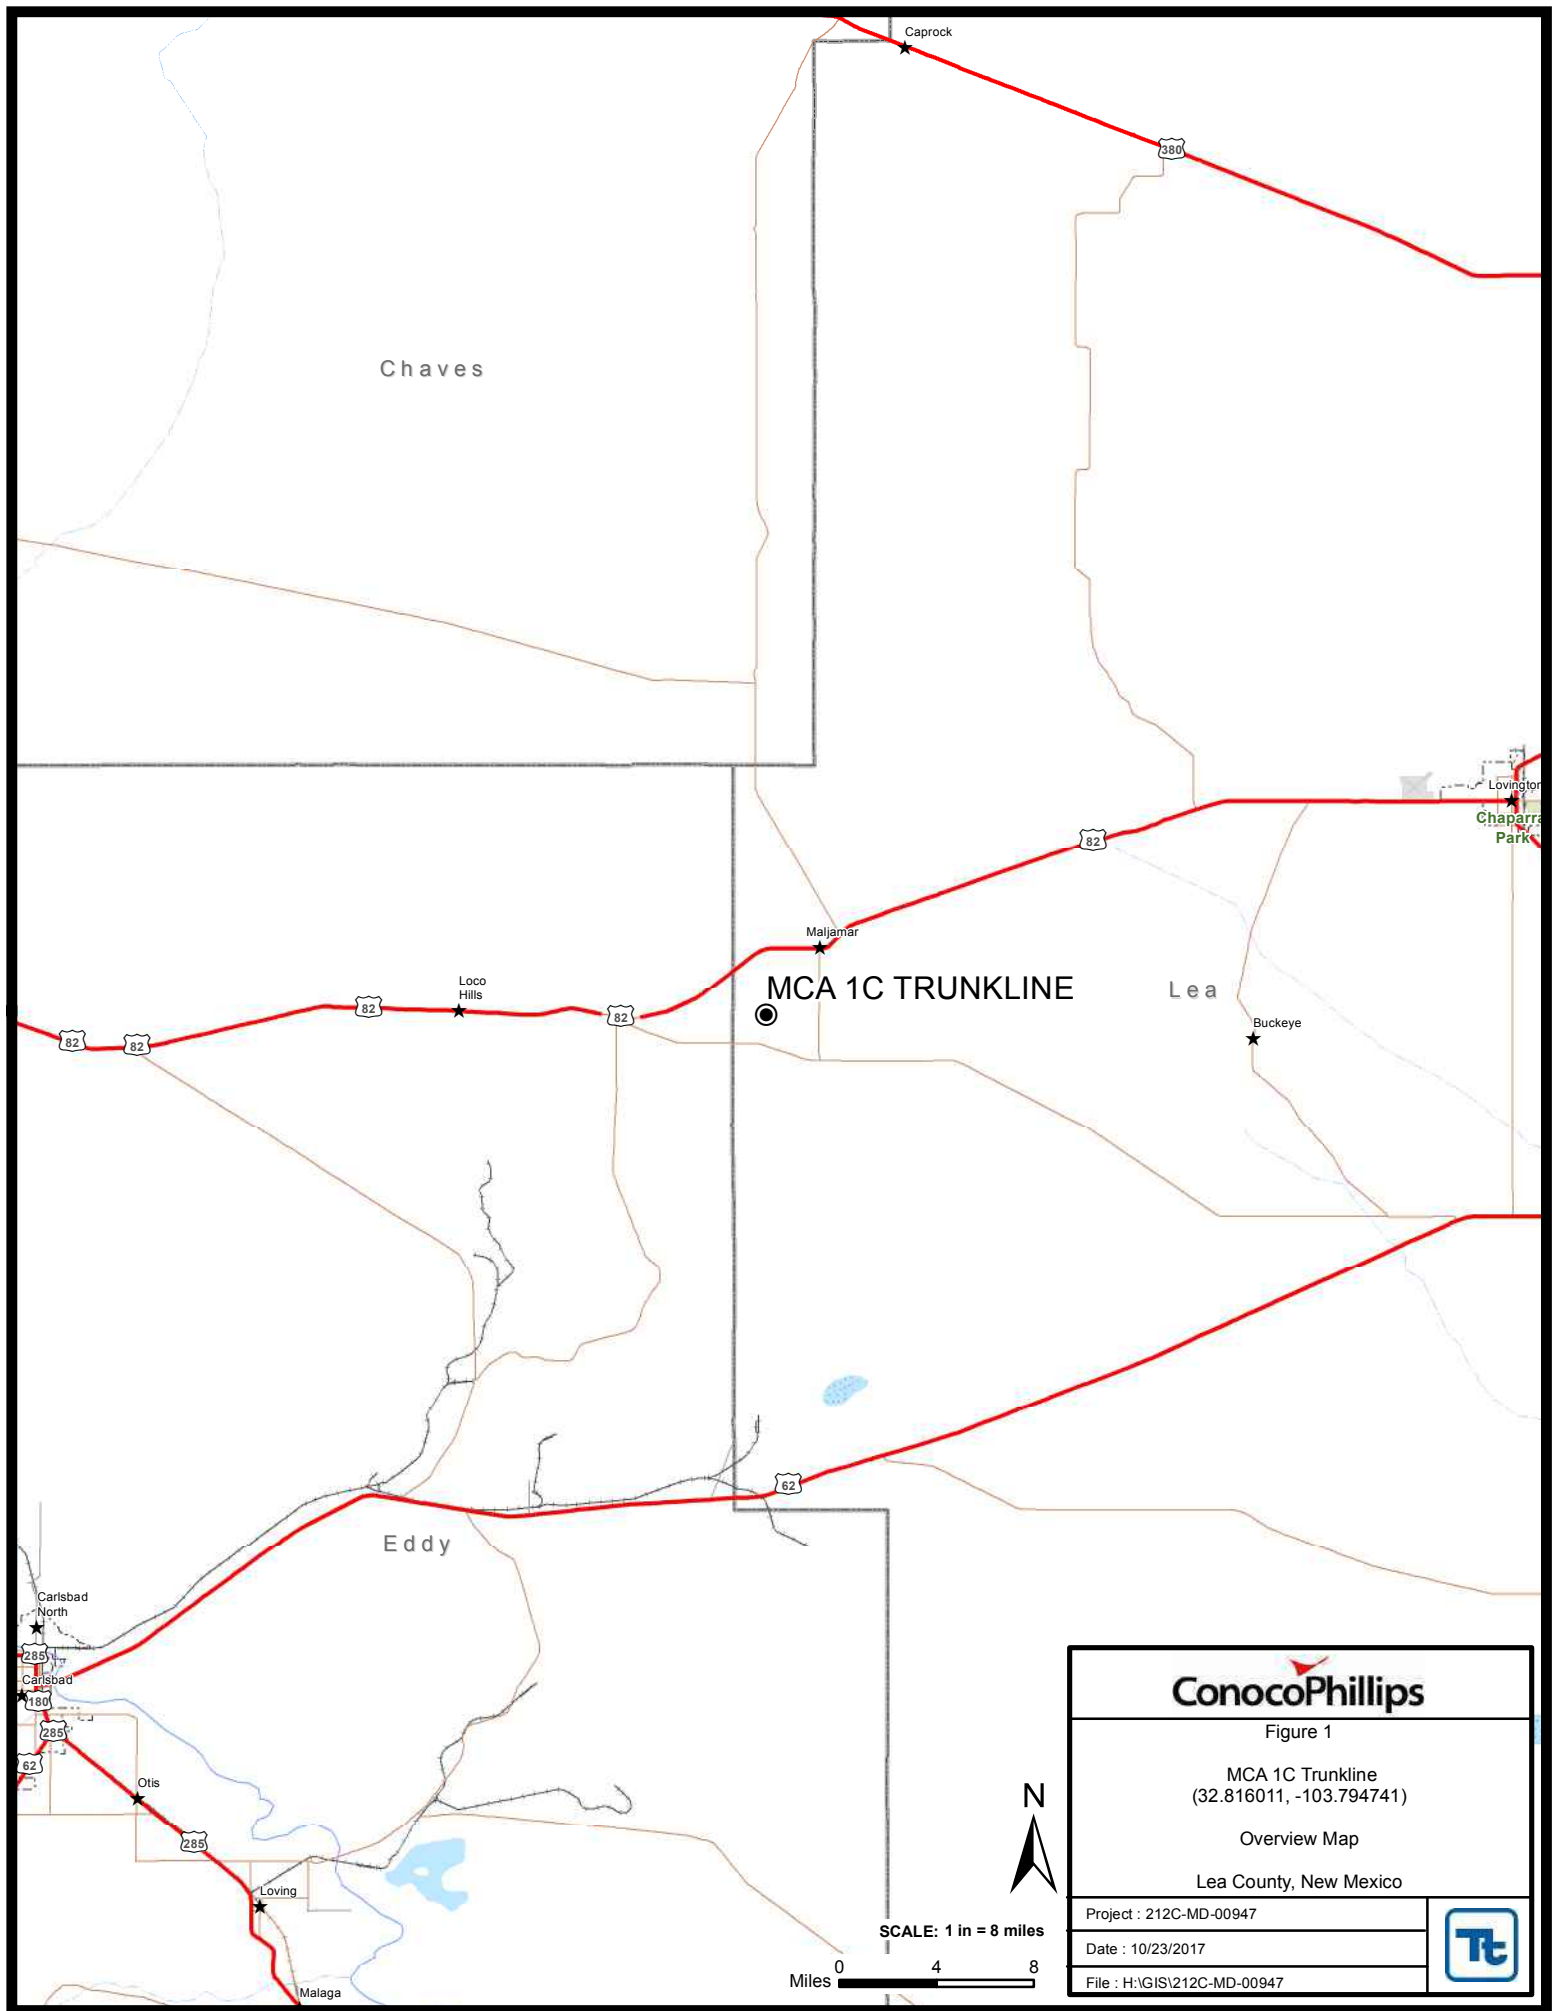 Caprock
380
Chaves
Lovington
Chaparra
Park
82
Maljamar
Loco
Hills
MCA 1C TRUNKLINE
Lea
82
82
82
82
Buckeye
62
Eddy
Carlsbad
North
285
Carlsbad
180
285
62
Otis
285
Loving
Malaga
N
SCALE: 1 in = 8 miles
0 4 8
Miles
ConocoPhillips
Figure 1
MCA 1C Trunkline
(32.816011, -103.794741)
Overview Map
Lea County, New Mexico
Project : 212C-MD-00947
Date : 10/23/2017
File : H:\GIS\212C-MD-00947
Tt